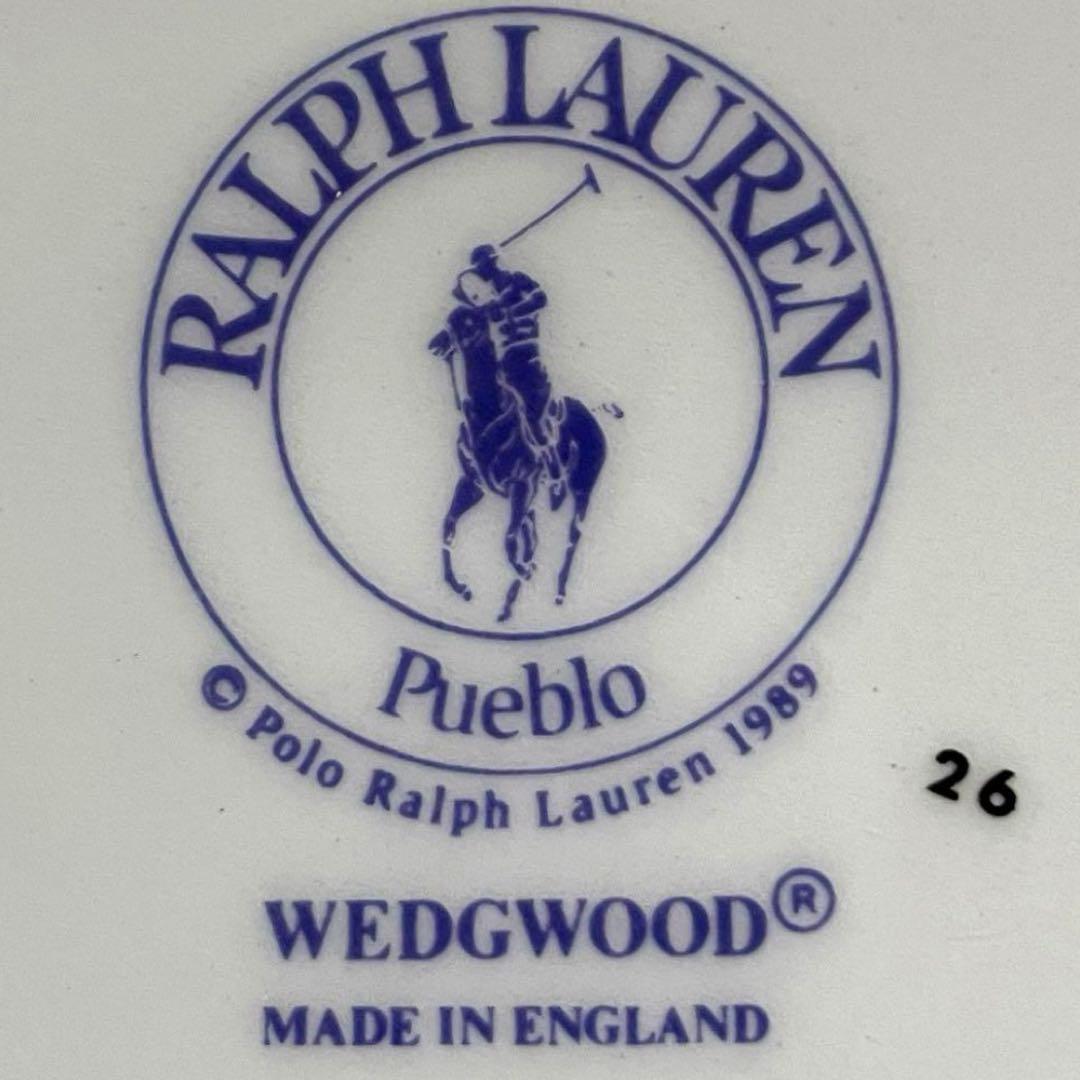 RALPH LAUREN
Pueblo
© Polo Ralph Lauren 1989
26
WEDGWOOD®
MADE IN ENGLAND